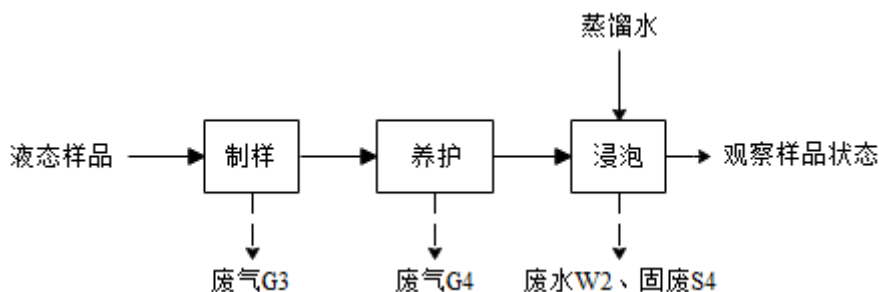 蒸馏水
液态样品
制样
养护
浸泡
观察样品状态
废气G3
废气G4
废水W2、固废S4